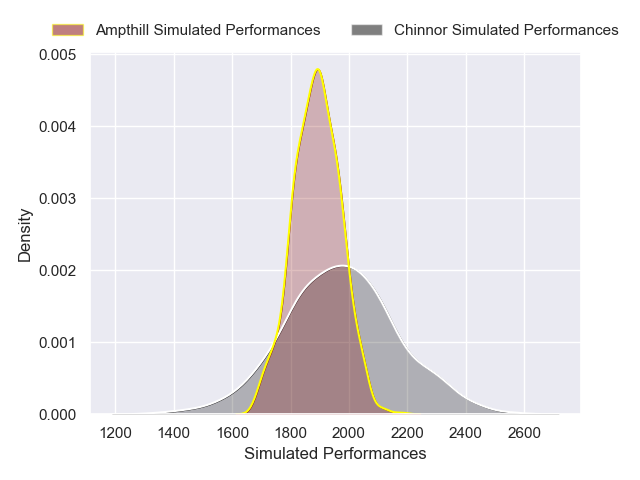 Ampthill Simulated Performances Chinnor Simulated Performances
0.005
0.004
0.003
0.002
0.001
0.000
Density
1200 1400 1600 1800 2000 2200 2400 2600
Simulated Performances